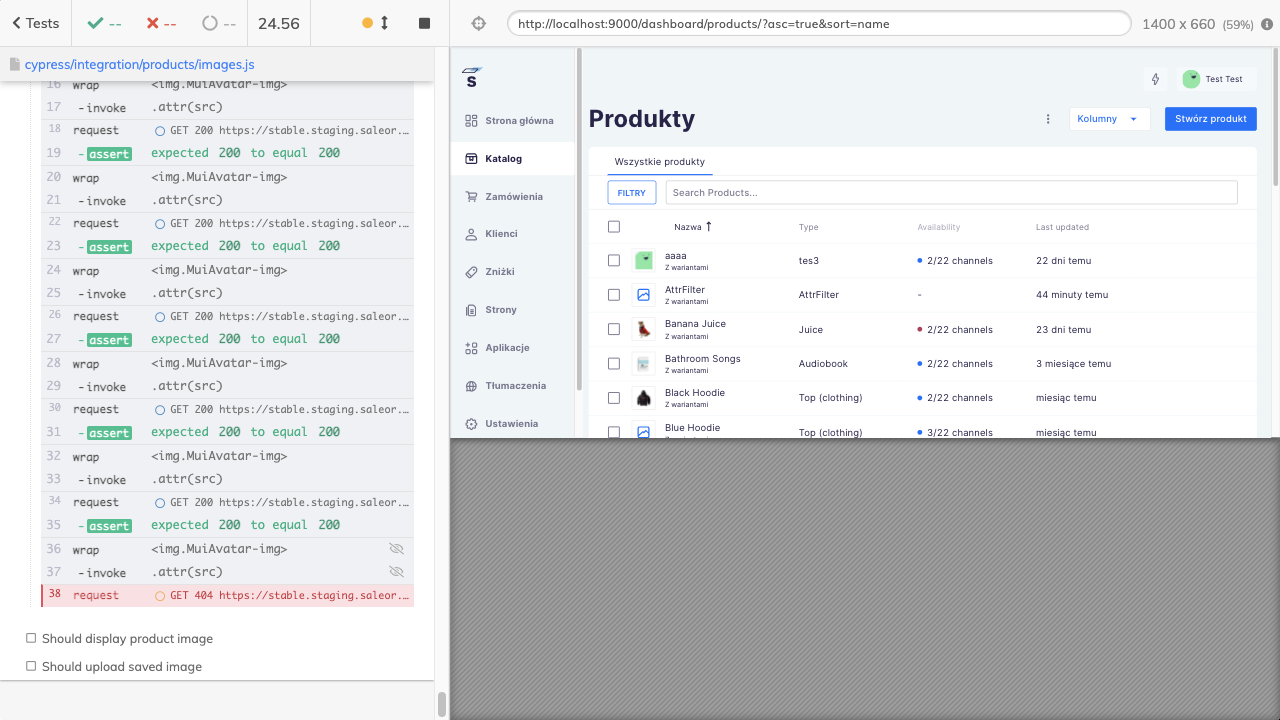 Tests
--
--
--
24.56
http://localhost:9000/dashboard/products/?asc=true&sort=name
1400 x 660 (59%)
cypress/integration/products/images.js
16 wrap <img.MuiAvatar-img>
17 -invoke .attr(src)
18 request GET 200 https://stable.staging.saleor.…
19 -assert expected 200 to equal 200
20 wrap <img.MuiAvatar-img>
21 -invoke .attr(src)
22 request GET 200 https://stable.staging.saleor.…
23 -assert expected 200 to equal 200
24 wrap <img.MuiAvatar-img>
25 -invoke .attr(src)
26 request GET 200 https://stable.staging.saleor.…
27 -assert expected 200 to equal 200
28 wrap <img.MuiAvatar-img>
29 -invoke .attr(src)
30 request GET 200 https://stable.staging.saleor.…
31 -assert expected 200 to equal 200
32 wrap <img.MuiAvatar-img>
33 -invoke .attr(src)
34 request GET 200 https://stable.staging.saleor.…
35 -assert expected 200 to equal 200
36 wrap <img.MuiAvatar-img>
37 -invoke .attr(src)
38 request GET 404 https://stable.staging.saleor.…
Should display product image
Should upload saved image
S
Strona główna
Katalog
Zamówienia
Klienci
Zniżki
Strony
Aplikacje
Tłumaczenia
Ustawienia
Test Test
Produkty
Kolumny
Stwórz produkt
Wszystkie produkty
FILTRY
Search Products...
Nazwa Type Availability Last updated
aaaa tes3 2/22 channels 22 dni temu
Z wariantami
AttrFilter AttrFilter - 44 minuty temu
Z wariantami
Banana Juice Juice 2/22 channels 23 dni temu
Z wariantami
Bathroom Songs Audiobook 2/22 channels 3 miesiące temu
Z wariantami
Black Hoodie Top (clothing) 2/22 channels miesiąc temu
Z wariantami
Blue Hoodie Top (clothing) 3/22 channels miesiąc temu